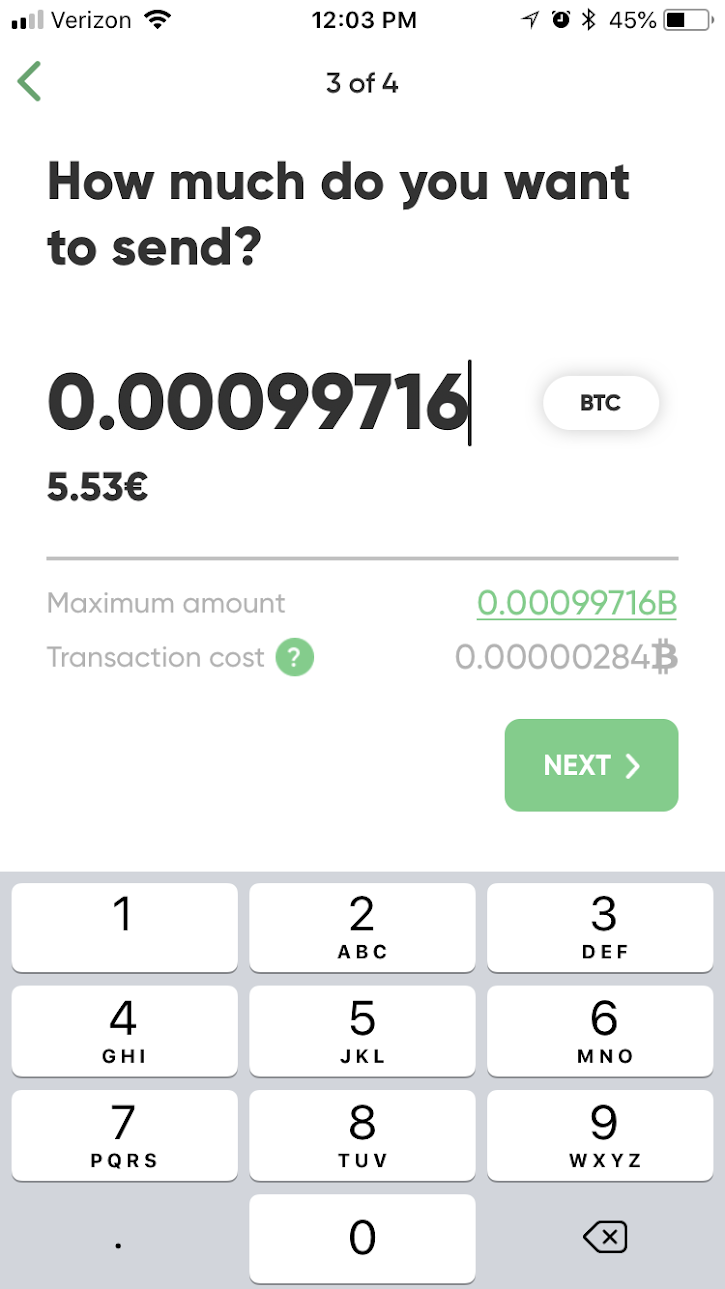 Verizon 12:03 PM 45%
3 of 4
How much do you want
to send?
0.00099716 BTC
5.53€
Maximum amount 0.00099716B
Transaction cost ? 0.00000284₿
NEXT
1 2 3
ABC DEF
4 5 6
GHI JKL MNO
7 8 9
PQRS TUV WXYZ
. 0